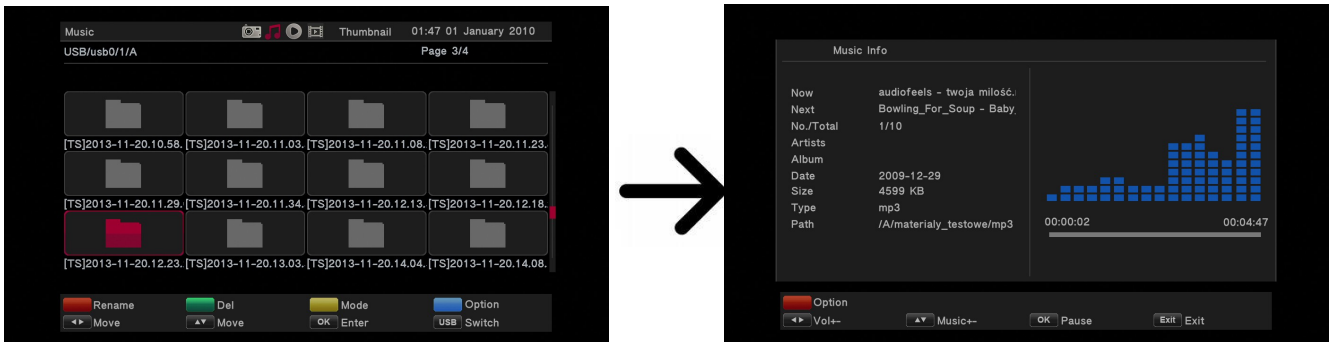 Music Thumbnail 01:47 01 January 2010
USB/usb0/1/A Page 3/4
[TS]2013-11-20.10.58. [TS]2013-11-20.11.03. [TS]2013-11-20.11.08. [TS]2013-11-20.11.23.
[TS]2013-11-20.11.29. [TS]2013-11-20.11.34. [TS]2013-11-20.12.13. [TS]2013-11-20.12.18.
[TS]2013-11-20.12.23. [TS]2013-11-20.13.03. [TS]2013-11-20.14.04. [TS]2013-11-20.14.08.
Rename Del Mode Option
Move Move OK Enter USB Switch
Music Info
Now audiofeels - twoja milość.
Next Bowling_For_Soup - Baby_
No./Total 1/10
Artists
Album
Date 2009-12-29
Size 4599 KB
Type mp3
Path /A/materialy_testowe/mp3
00:00:02 00:04:47
Option
Vol+- Music+- OK Pause Exit Exit